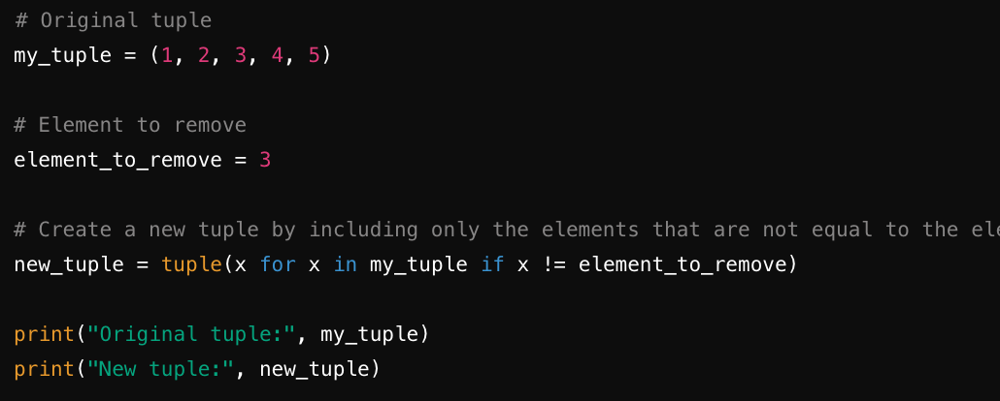 # Original tuple
my_tuple = (1, 2, 3, 4, 5)
# Element to remove
element_to_remove = 3
# Create a new tuple by including only the elements that are not equal to the
new_tuple = tuple(x for x in my_tuple if x != element_to_remove)
print("Original tuple:", my_tuple)
print("New tuple:", new_tuple)